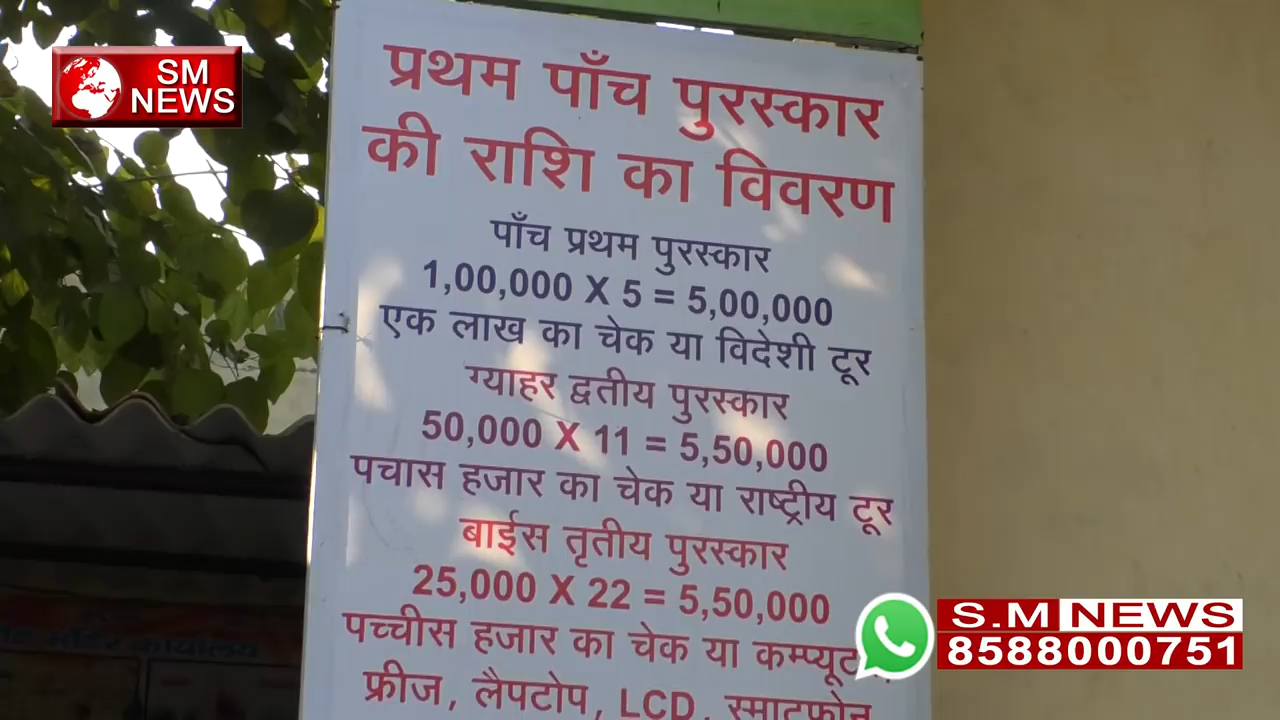 SM
NEWS
प्रथम पाँच पुरस्कार
की राशि का विवरण
पाँच प्रथम पुरस्कार
1,00,000 X 5 = 5,00,000
एक लाख का चेक या विदेशी टूर
ग्याहर द्वतीय पुरस्कार
50,000 X 11 = 5,50,000
पचास हजार का चेक या राष्ट्रीय टूर
बाईस तृतीय पुरस्कार
25,000 X 22 = 5,50,000
पच्चीस हजार का चेक या
फ्रीज, लैपटोप, LCD,
मंदिर कार्यालय
S.M NEWS
8588000751